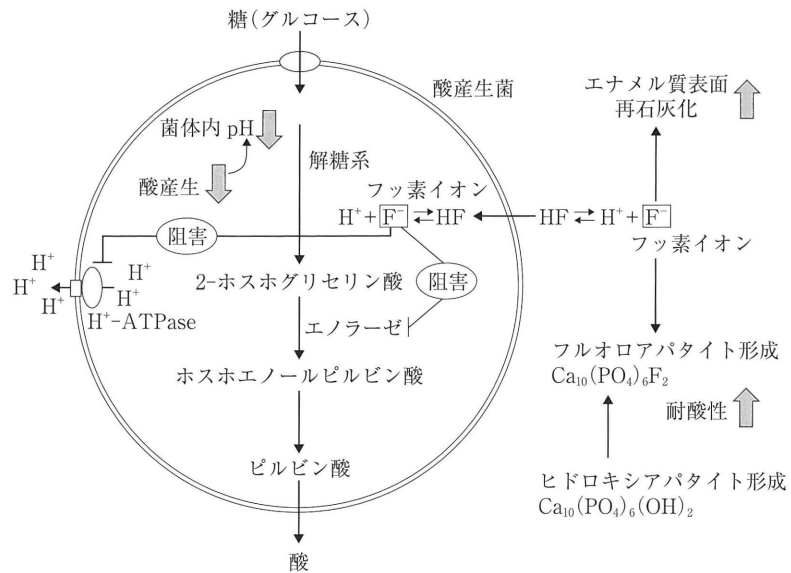 糖(グルコース)
酸産生菌
エナメル質表面
再石灰化
菌体内 pH
解糖系
酸産生
フッ素イオン
H⁺+ F⁻ ⇄ HF
HF ⇄ H⁺+ F⁻
フッ素イオン
阻害
H⁺
H⁺
H⁺
H⁺
H⁺
H⁺-ATPase
2-ホスホグリセリン酸
阻害
エノラーゼ
ホスホエノールピルビン酸
フルオロアパタイト形成
Ca₁₀(PO₄)₆F₂
耐酸性
ピルビン酸
ヒドロキシアパタイト形成
Ca₁₀(PO₄)₆(OH)₂
酸